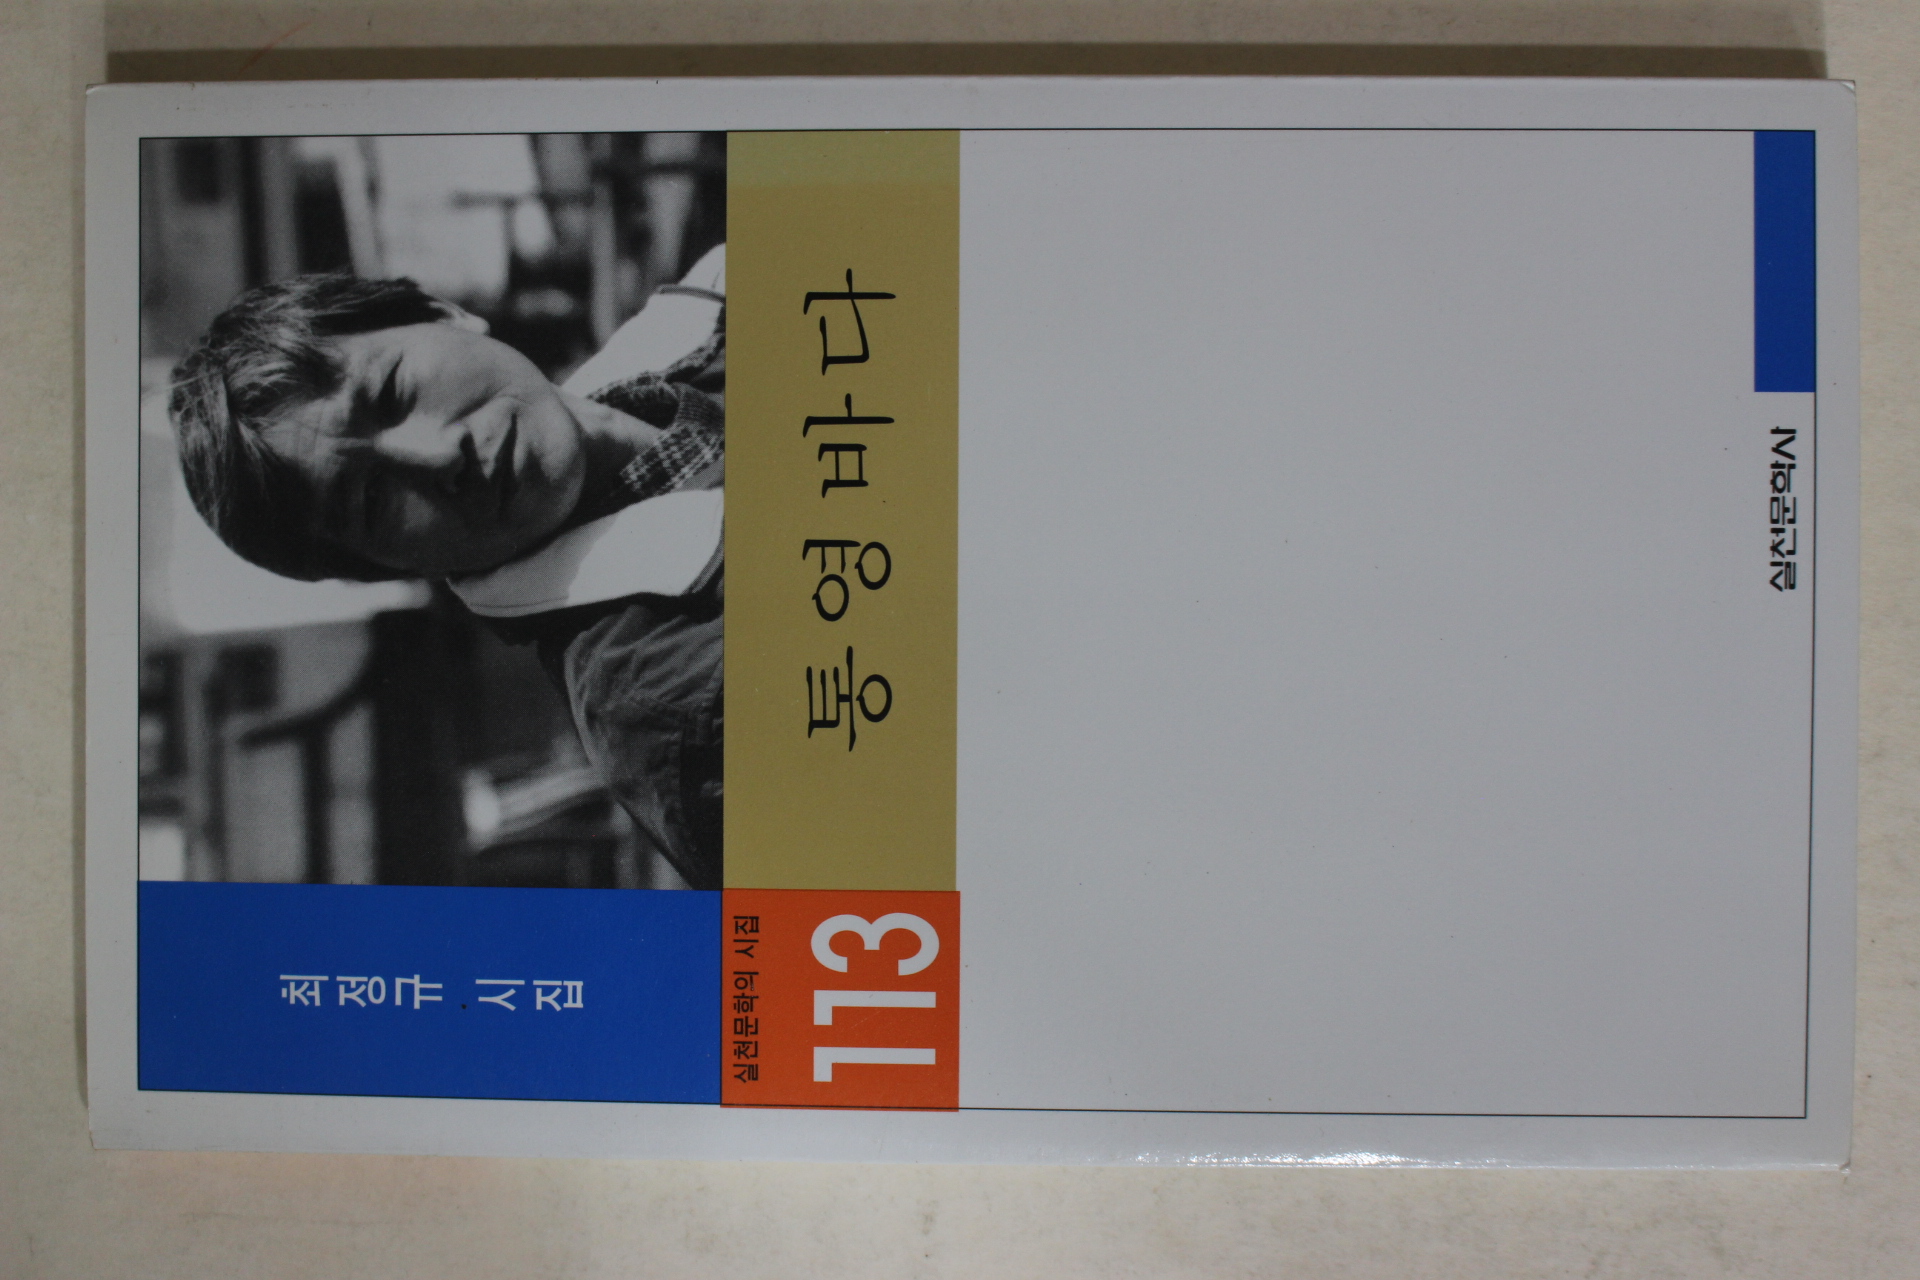 최정규 시집
실천문학의 시집
113
통영바다
실천문학사